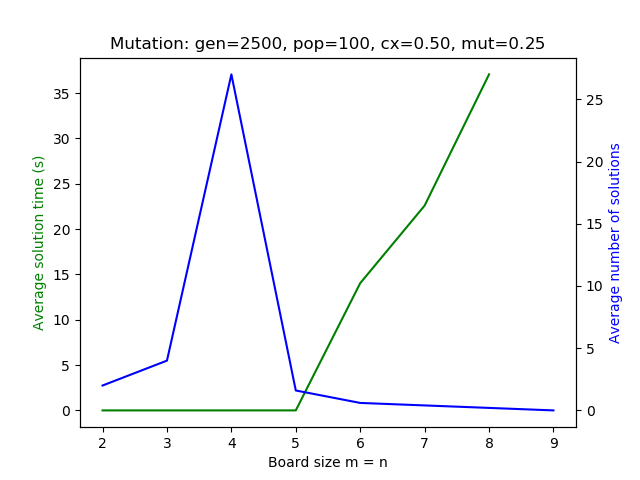 Mutation: gen=2500, pop=100, cx=0.50, mut=0.25
Average solution time (s)
35
30
25
20
15
10
5
0
25
20
15
10
5
0
Average number of solutions
2 3 4 5 6 7 8 9
Board size m = n